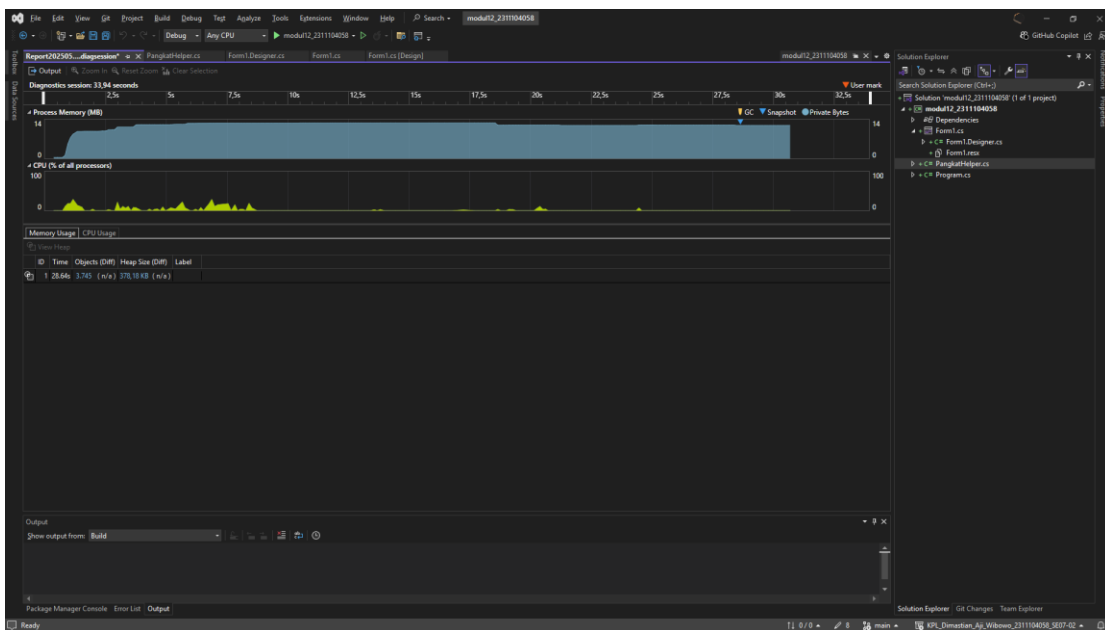 File Edit View Git Project Build Debug Test Analyze Tools Extensions Window Help Search modul12_2311104058
Debug Any CPU modul12_2311104058 GitHub Copilot
Toolbox
Data Sources
Report202505....diagsession* PangkatHelper.cs Form1.Designer.cs Form1.cs Form1.cs [Design] modul12_2311104058
Output Zoom In Reset Zoom Clear Selection
Diagnostics session: 33,94 seconds User mark
2,5s 5s 7,5s 10s 12,5s 15s 17,5s 20s 22,5s 25s 27,5s 30s 32,5s
Process Memory (MB) GC Snapshot Private Bytes
14 14
0 0
CPU (% of all processors)
100 100
0 0
Memory Usage CPU Usage
View Heap
ID Time Objects (Diff) Heap Size (Diff) Label
1 28.64s 3.745 (n/a) 378,18 KB (n/a)
Output
Show output from: Build
Package Manager Console Error List Output
Solution Explorer
Search Solution Explorer (Ctrl+;)
Solution 'modul12_2311104058' (1 of 1 project)
modul12_2311104058
Dependencies
Form1.cs
C# Form1.Designer.cs
Form1.resx
C# PangkatHelper.cs
C# Program.cs
Solution Explorer Git Changes Team Explorer
Notifications
Properties
Ready 0 / 0 8 main KPL_Dimastian_Aji_Wibowo_2311104058_SE07-02